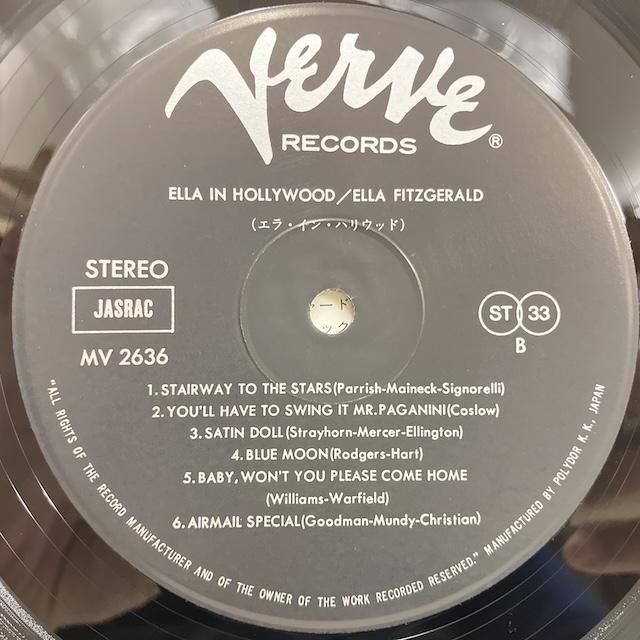 Verve
RECORDS ®
ELLA IN HOLLYWOOD/ELLA FITZGERALD
(エラ・イン・ハリウッド)
STEREO
JASRAC
MV 2636
ST 33
B
1. STAIRWAY TO THE STARS(Parrish-Maineck-Signorelli)
2. YOU'LL HAVE TO SWING IT MR. PAGANINI(Coslow)
3. SATIN DOLL(Strayhorn-Mercer-Ellington)
4. BLUE MOON(Rodgers-Hart)
5. BABY, WON'T YOU PLEASE COME HOME
(Williams-Warfield)
6. AIRMAIL SPECIAL(Goodman-Mundy-Christian)
"ALL RIGHTS OF THE RECORD MANUFACTURER AND OF THE OWNER OF THE WORK RECORDED RESERVED." MANUFACTURED BY POLYDOR K. K., JAPAN